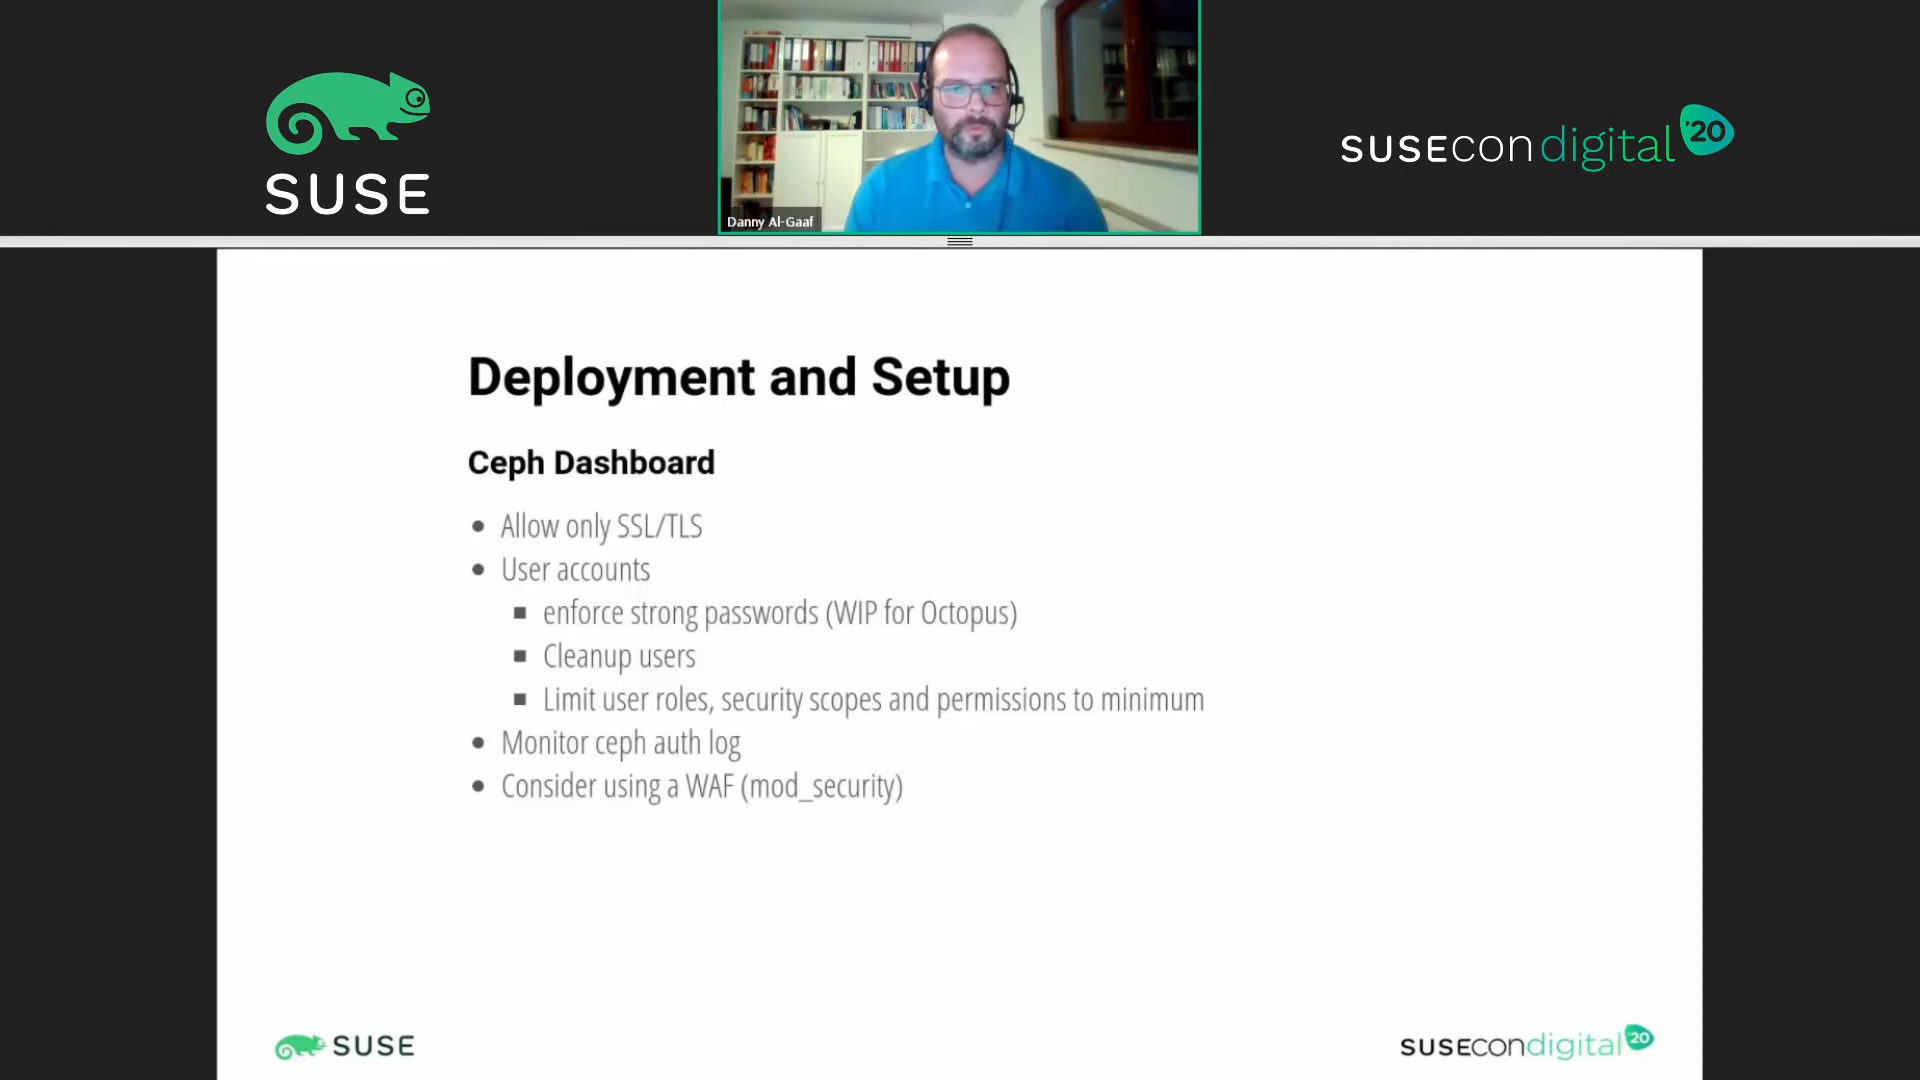 SUSE
Danny Al-Gaaf
SUSEcon digital '20
Deployment and Setup
Ceph Dashboard
Allow only SSL/TLS
User accounts
enforce strong passwords (WIP for Octopus)
Cleanup users
Limit user roles, security scopes and permissions to minimum
Monitor ceph auth log
Consider using a WAF (mod_security)
SUSE
SUSEcondigital '20